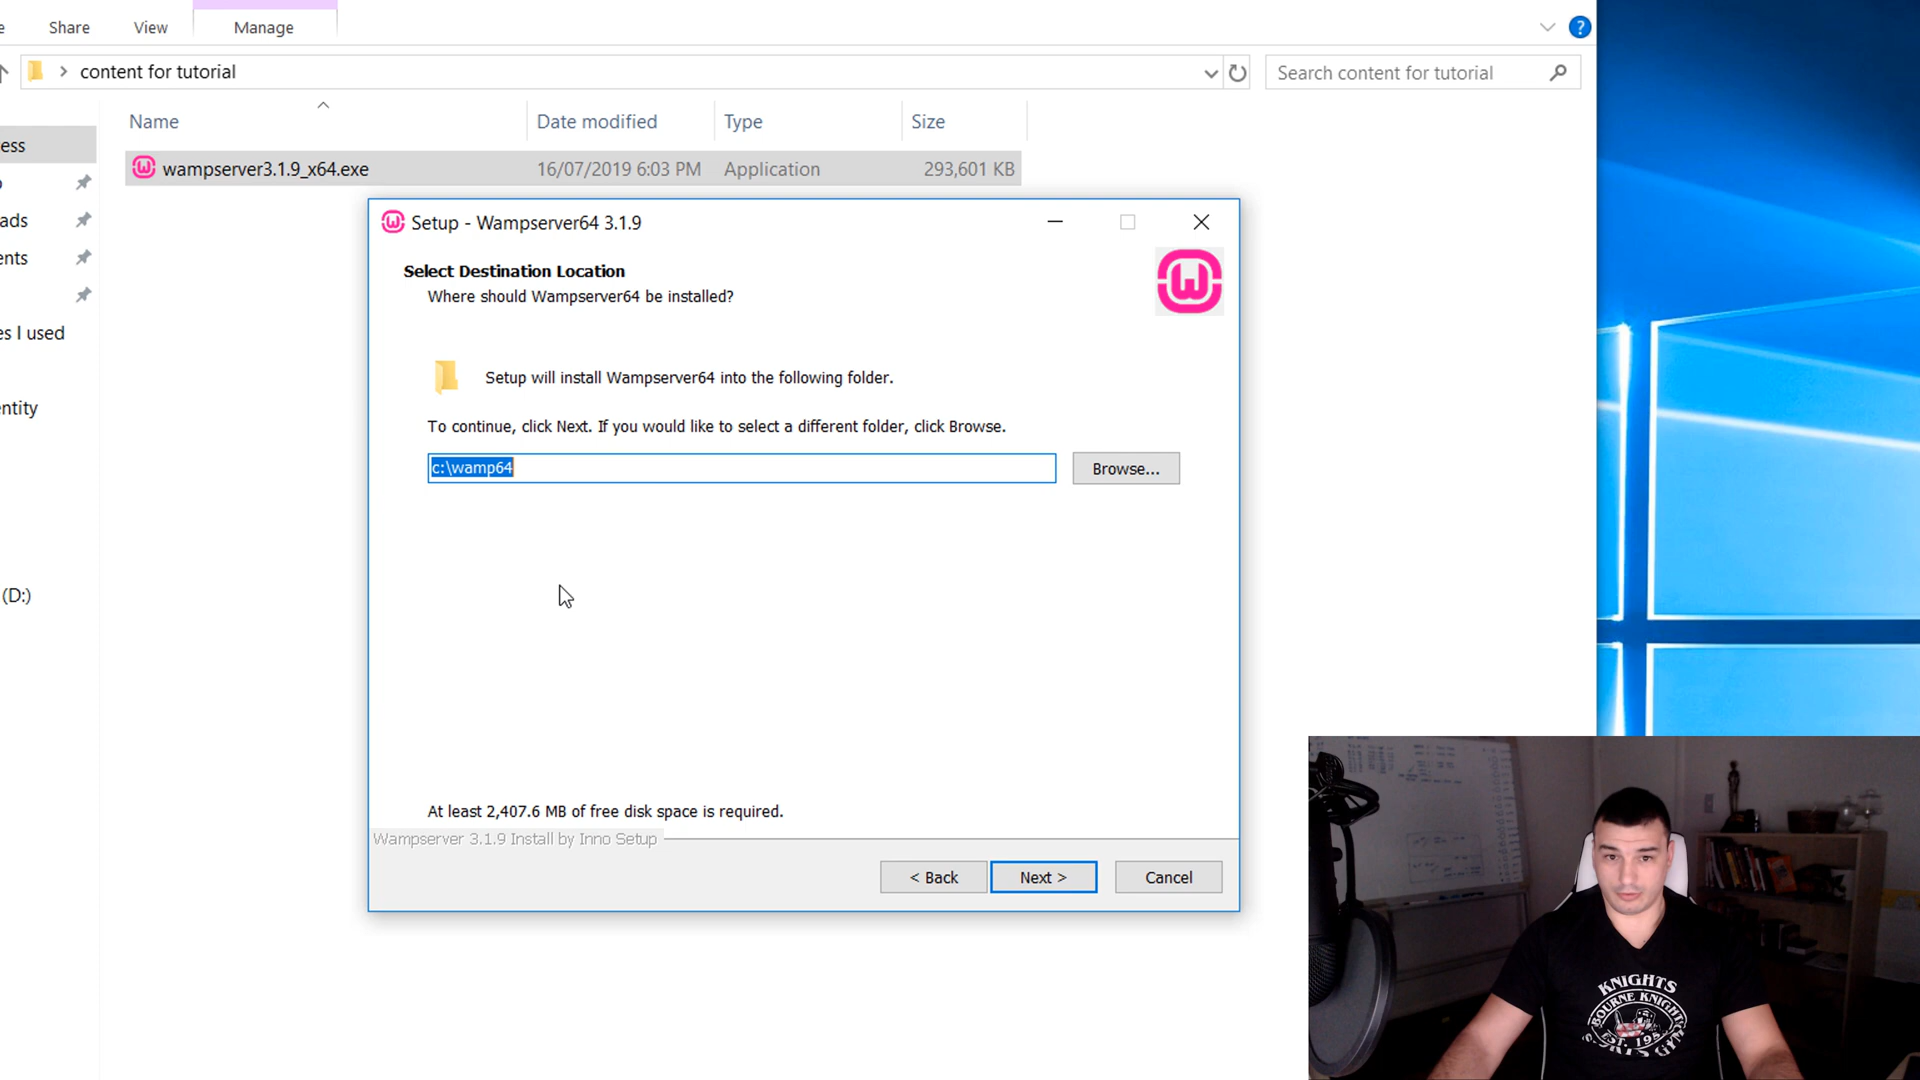 Share View Manage
content for tutorial
Search content for tutorial
Name Date modified Type Size
ess
wampserver3.1.9_x64.exe 16/07/2019 6:03 PM Application 293,601 KB
ads
ents
es I used
entity
(D:)
Setup - Wampserver64 3.1.9
Select Destination Location
Where should Wampserver64 be installed?
Setup will install Wampserver64 into the following folder.
To continue, click Next. If you would like to select a different folder, click Browse.
c:\wamp64
Browse...
At least 2,407.6 MB of free disk space is required.
Wampserver 3.1.9 Install by Inno Setup
< Back Next > Cancel
KNIGHTS
BOURNE KNIGHTS
EST. 195